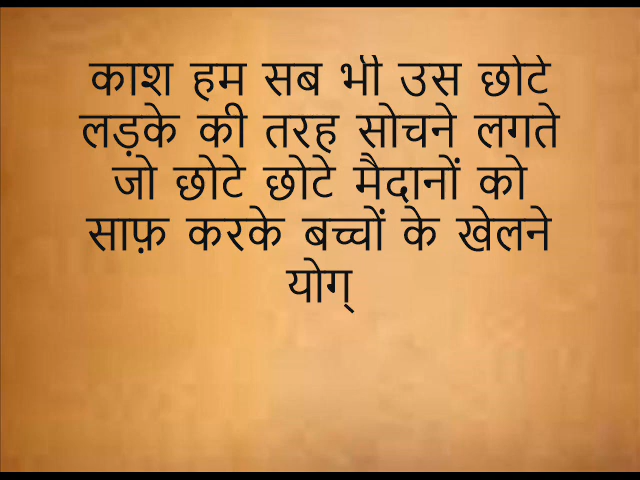 काश हम सब भी उस छोटे
लड़के की तरह सोचने लगते
जो छोटे छोटे मैदानों को
साफ़ करके बच्चों के खेलने
योग्